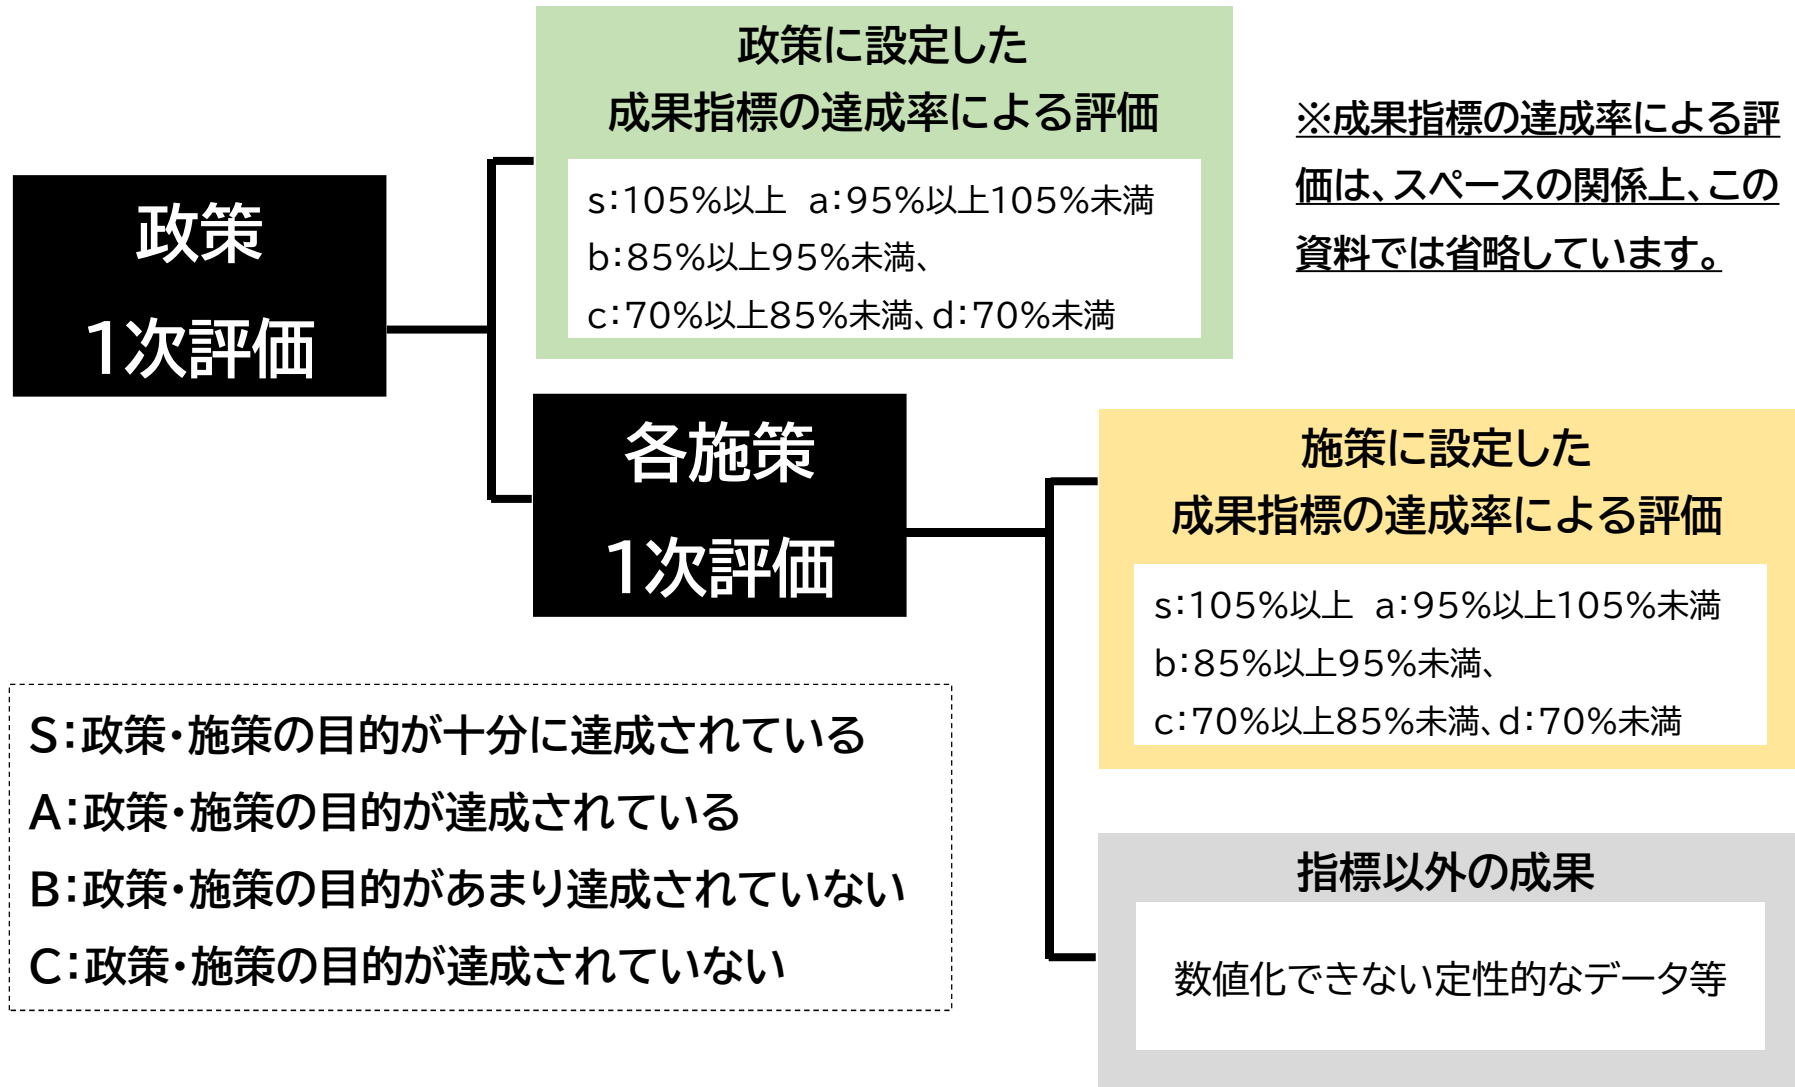 政策
1次評価
政策に設定した
成果指標の達成率による評価
s:105%以上 a:95%以上105%未満
b:85%以上95%未満、
c:70%以上85%未満、d:70%未満
※成果指標の達成率による評
価は、スペースの関係上、この
資料では省略しています。
各施策
1次評価
施策に設定した
成果指標の達成率による評価
s:105%以上 a:95%以上105%未満
b:85%以上95%未満、
c:70%以上85%未満、d:70%未満
S:政策・施策の目的が十分に達成されている
A:政策・施策の目的が達成されている
B:政策・施策の目的があまり達成されていない
C:政策・施策の目的が達成されていない
指標以外の成果
数値化できない定性的なデータ等